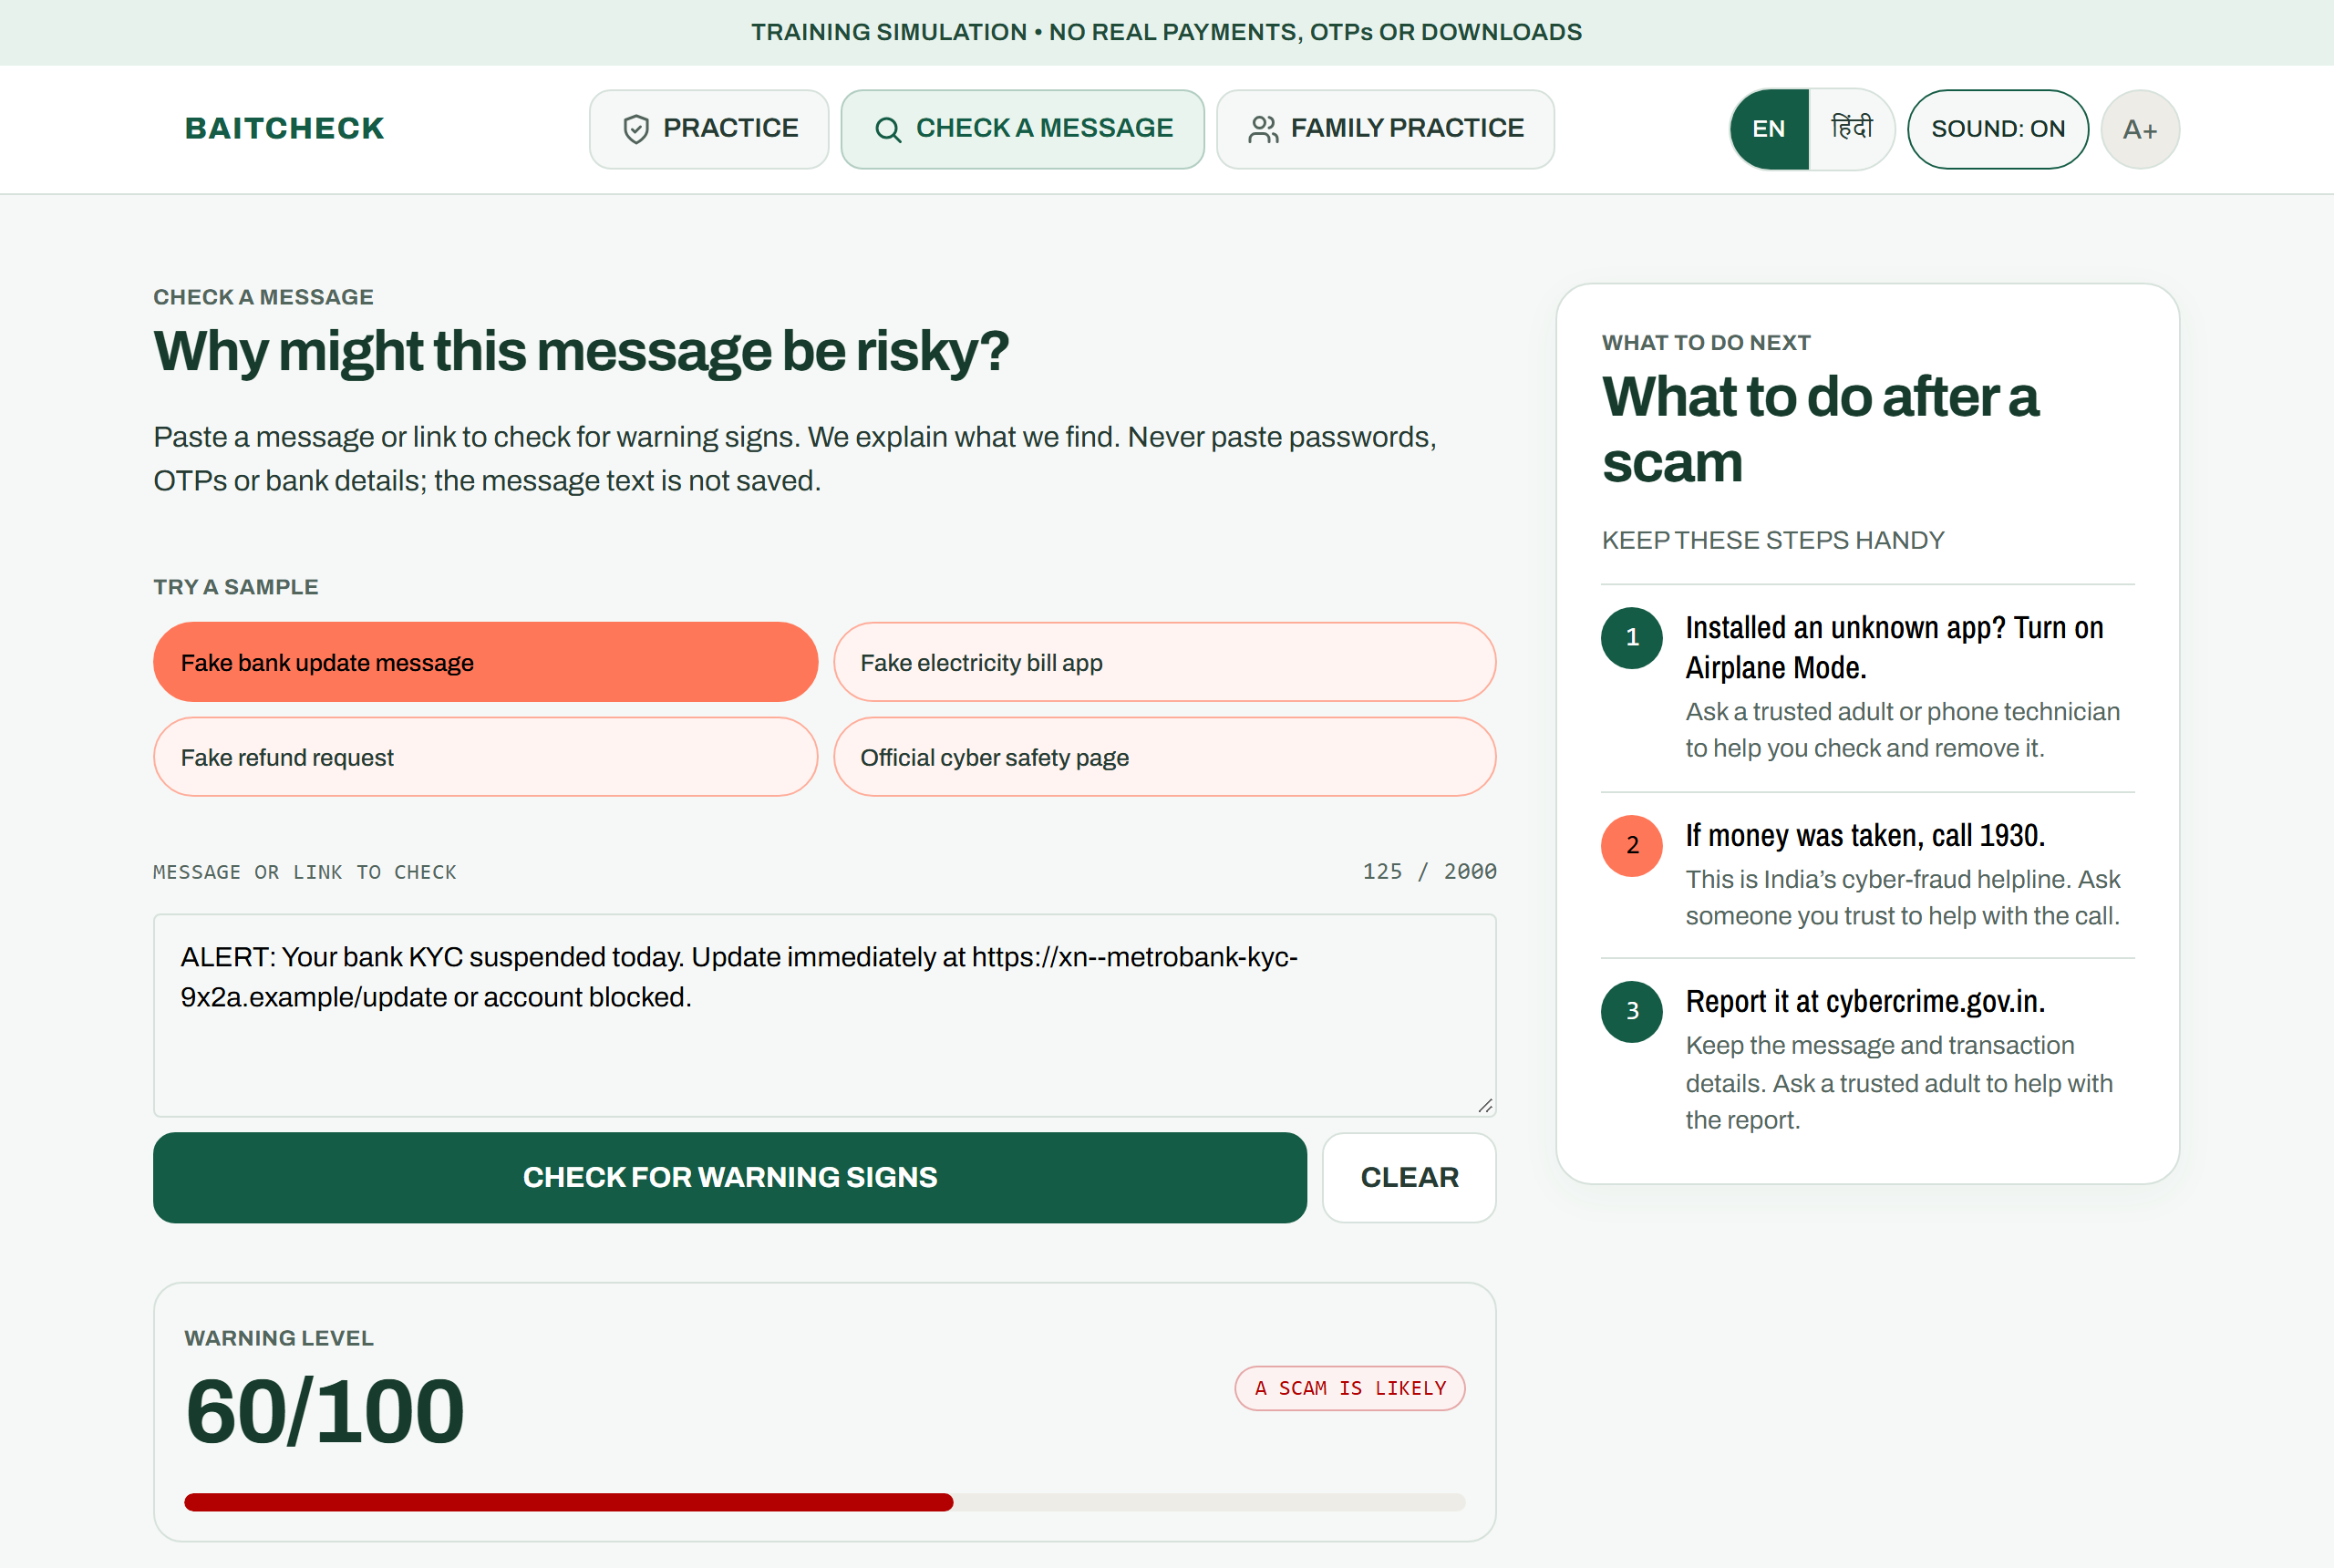 TRAINING SIMULATION • NO REAL PAYMENTS, OTPs OR DOWNLOADS
BAITCHECK
PRACTICE
CHECK A MESSAGE
FAMILY PRACTICE
EN
हिंदी
SOUND: ON
A+
CHECK A MESSAGE
Why might this message be risky?
Paste a message or link to check for warning signs. We explain what we find. Never paste passwords,
OTPs or bank details; the message text is not saved.
TRY A SAMPLE
Fake bank update message
Fake electricity bill app
Fake refund request
Official cyber safety page
MESSAGE OR LINK TO CHECK
125 / 2000
ALERT: Your bank KYC suspended today. Update immediately at https://xn--metrobank-kyc-
9x2a.example/update or account blocked.
CHECK FOR WARNING SIGNS
CLEAR
WARNING LEVEL
60/100
A SCAM IS LIKELY
WHAT TO DO NEXT
What to do after a
scam
KEEP THESE STEPS HANDY
1
Installed an unknown app? Turn on
Airplane Mode.
Ask a trusted adult or phone technician
to help you check and remove it.
2
If money was taken, call 1930.
This is India’s cyber-fraud helpline. Ask
someone you trust to help with the call.
3
Report it at cybercrime.gov.in.
Keep the message and transaction
details. Ask a trusted adult to help with
the report.